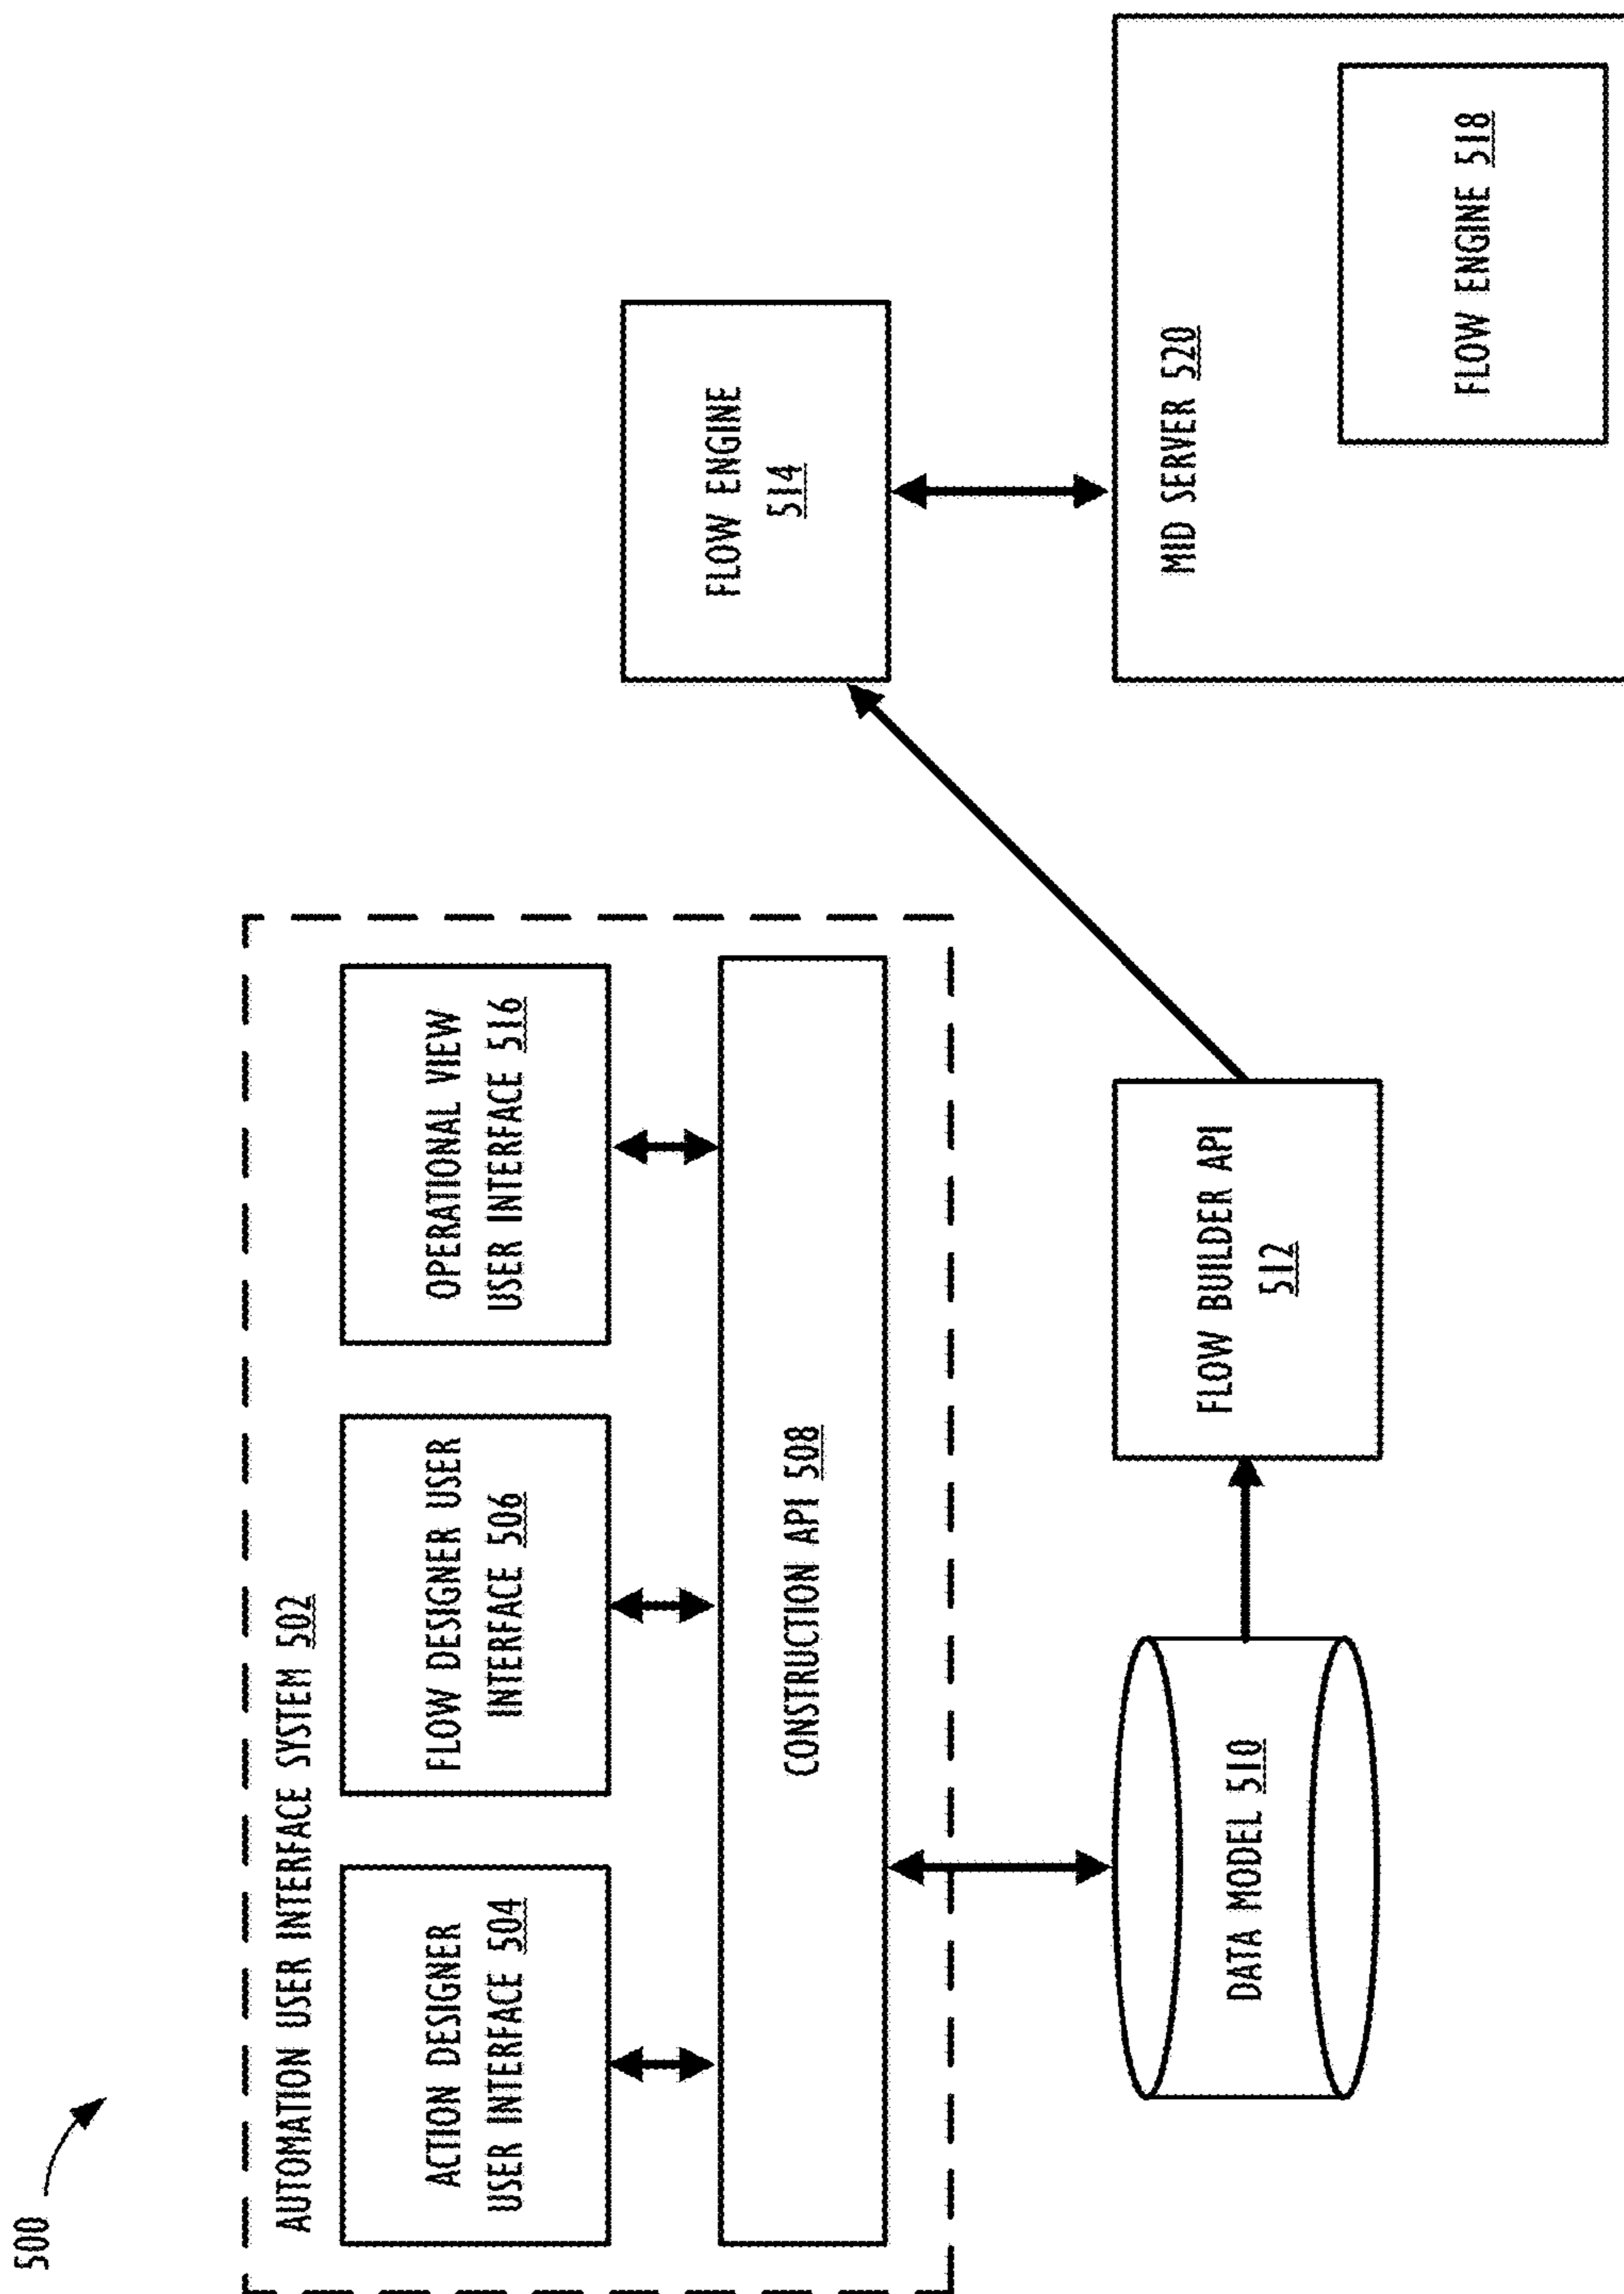 500
AUTOMATION USER INTERFACE SYSTEM 502
ACTION DESIGNER
USER INTERFACE 504
FLOW DESIGNER USER
INTERFACE 506
OPERATIONAL VIEW
USER INTERFACE 516
CONSTRUCTION API 508
DATA MODEL 510
FLOW BUILDER API
512
FLOW ENGINE
514
MID SERVER 520
FLOW ENGINE 518